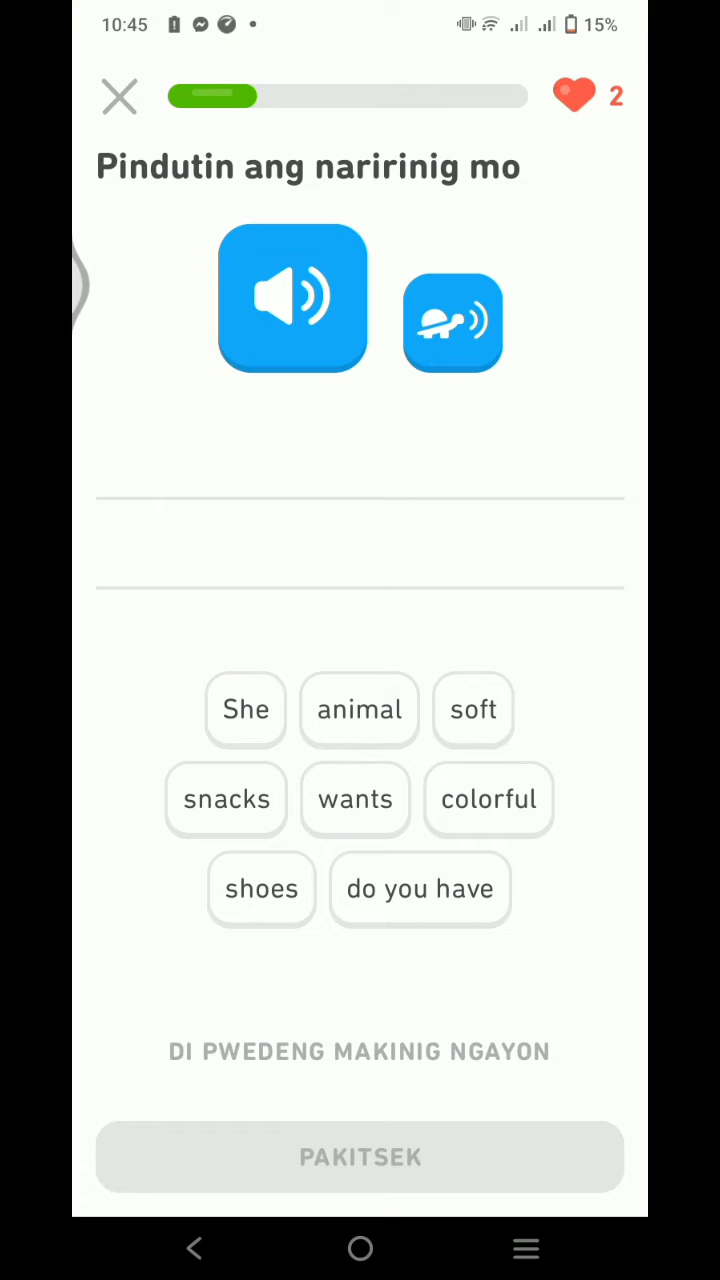 10:45 15%
2
Pindutin ang naririnig mo
She animal soft
snacks wants colorful
shoes do you have
DI PWEDENG MAKINIG NGAYON
PAKITSEK